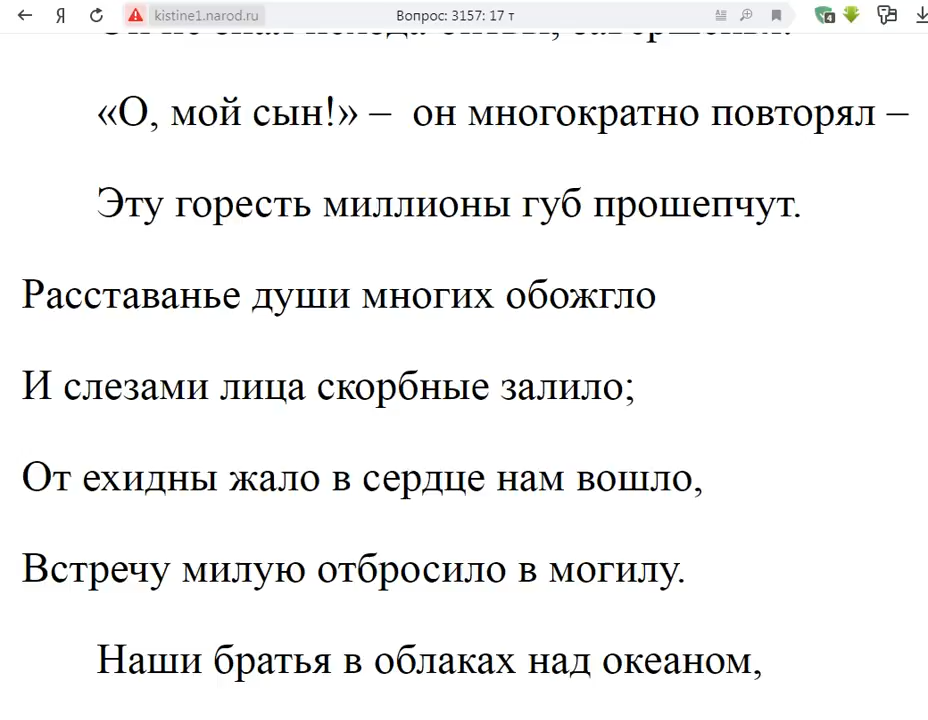 Я kistine1.narod.ru Вопрос: 3157: 17 т 4
«О, мой сын!» – он многократно повторял –
Эту горесть миллионы губ прошепчут.
Расставанье души многих обожгло
И слезами лица скорбные залило;
От ехидны жало в сердце нам вошло,
Встречу милую отбросило в могилу.
Наши братья в облаках над океаном,